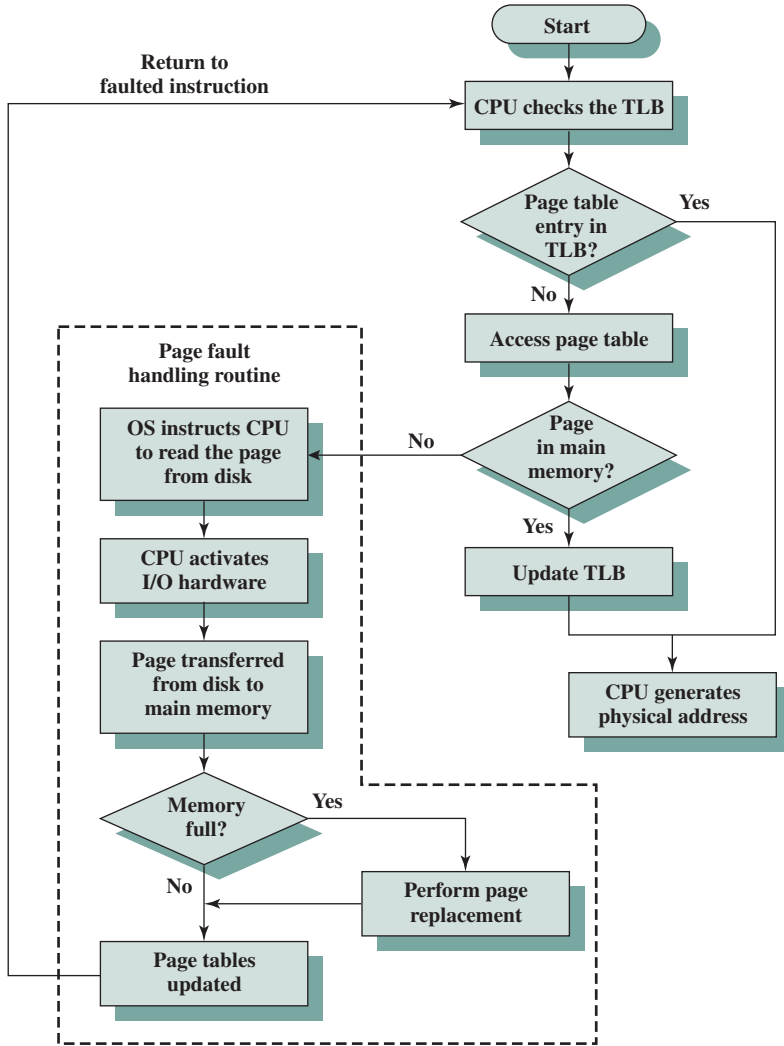 Start
Return to
faulted instruction
CPU checks the TLB
Page table
entry in
TLB?
Yes
No
Access page table
Page fault
handling routine
Page
in main
memory?
No
Yes
OS instructs CPU
to read the page
from disk
CPU activates
I/O hardware
Update TLB
Page transferred
from disk to
main memory
CPU generates
physical address
Memory
full?
Yes
No
Perform page
replacement
Page tables
updated